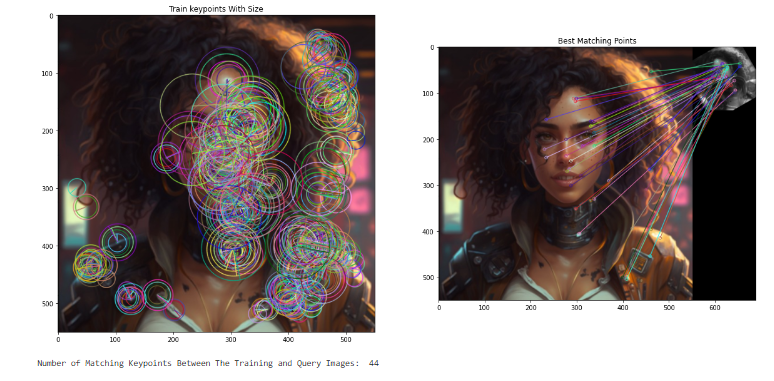 Train keypoints With Size
0
100
200
300
400
500
0 100 200 300 400 500
Best Matching Points
0
100
200
300
400
500
0 100 200 300 400 500 600
Number of Matching Keypoints Between The Training and Query Images: 44